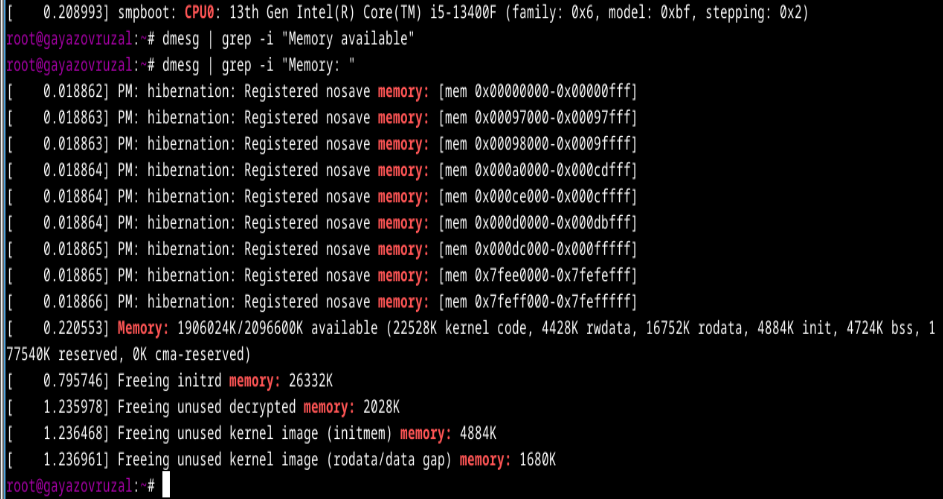 [    0.208993] smpboot: CPU0: 13th Gen Intel(R) Core(TM) i5-13400F (family: 0x6, model: 0xbf, stepping: 0x2)
root@gayazovruzal:~# dmesg | grep -i "Memory available"
root@gayazovruzal:~# dmesg | grep -i "Memory: "
[    0.018862] PM: hibernation: Registered nosave memory: [mem 0x00000000-0x00000fff]
[    0.018863] PM: hibernation: Registered nosave memory: [mem 0x00097000-0x00097fff]
[    0.018863] PM: hibernation: Registered nosave memory: [mem 0x00098000-0x0009ffff]
[    0.018864] PM: hibernation: Registered nosave memory: [mem 0x000a0000-0x000cdfff]
[    0.018864] PM: hibernation: Registered nosave memory: [mem 0x000ce000-0x000cffff]
[    0.018864] PM: hibernation: Registered nosave memory: [mem 0x000d0000-0x000dbfff]
[    0.018865] PM: hibernation: Registered nosave memory: [mem 0x000dc000-0x000fffff]
[    0.018865] PM: hibernation: Registered nosave memory: [mem 0x7fee0000-0x7fefefff]
[    0.018866] PM: hibernation: Registered nosave memory: [mem 0x7feff000-0x7fefffff]
[    0.220553] Memory: 1906024K/2096600K available (22528K kernel code, 4428K rwdata, 16752K rodata, 4884K init, 4724K bss, 1
77540K reserved, 0K cma-reserved)
[    0.795746] Freeing initrd memory: 26332K
[    1.235978] Freeing unused decrypted memory: 2028K
[    1.236468] Freeing unused kernel image (initmem) memory: 4884K
[    1.236961] Freeing unused kernel image (rodata/data gap) memory: 1680K
root@gayazovruzal:~#